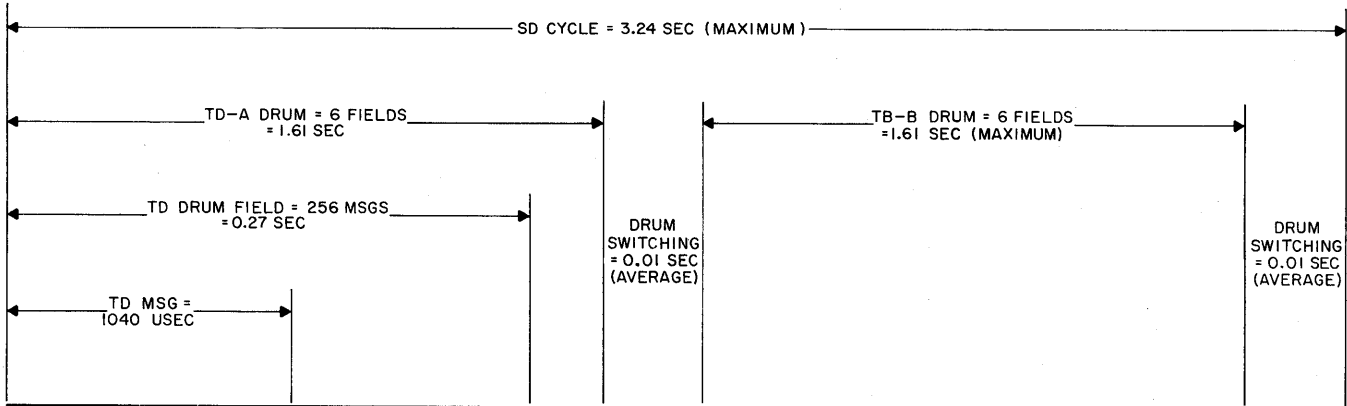 SD CYCLE = 3.24 SEC (MAXIMUM)
TD-A DRUM = 6 FIELDS
= 1.61 SEC
TB-B DRUM = 6 FIELDS
=1.61 SEC (MAXIMUM)
TD DRUM FIELD = 256 MSGS
=0.27 SEC
DRUM
SWITCHING
= 0.01 SEC
(AVERAGE)
DRUM
SWITCHING
= 0.01 SEC
(AVERAGE)
TD MSG =
1040 USEC